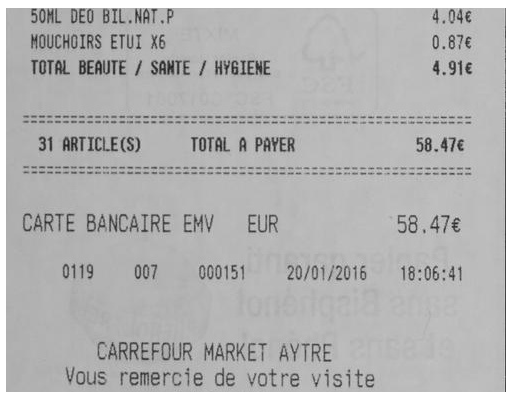 50ML DEO BIL.NAT.P 4.04€
MOUCHOIRS ETUI X6 0.87€
TOTAL BEAUTE / SANTE / HYGIENE 4.91€
================================================
31 ARTICLE(S) TOTAL A PAYER 58.47€
================================================
CARTE BANCAIRE EMV EUR 58.47€
0119 007 000151 20/01/2016 18:06:41
CARREFOUR MARKET AYTRE
Vous remercie de votre visite